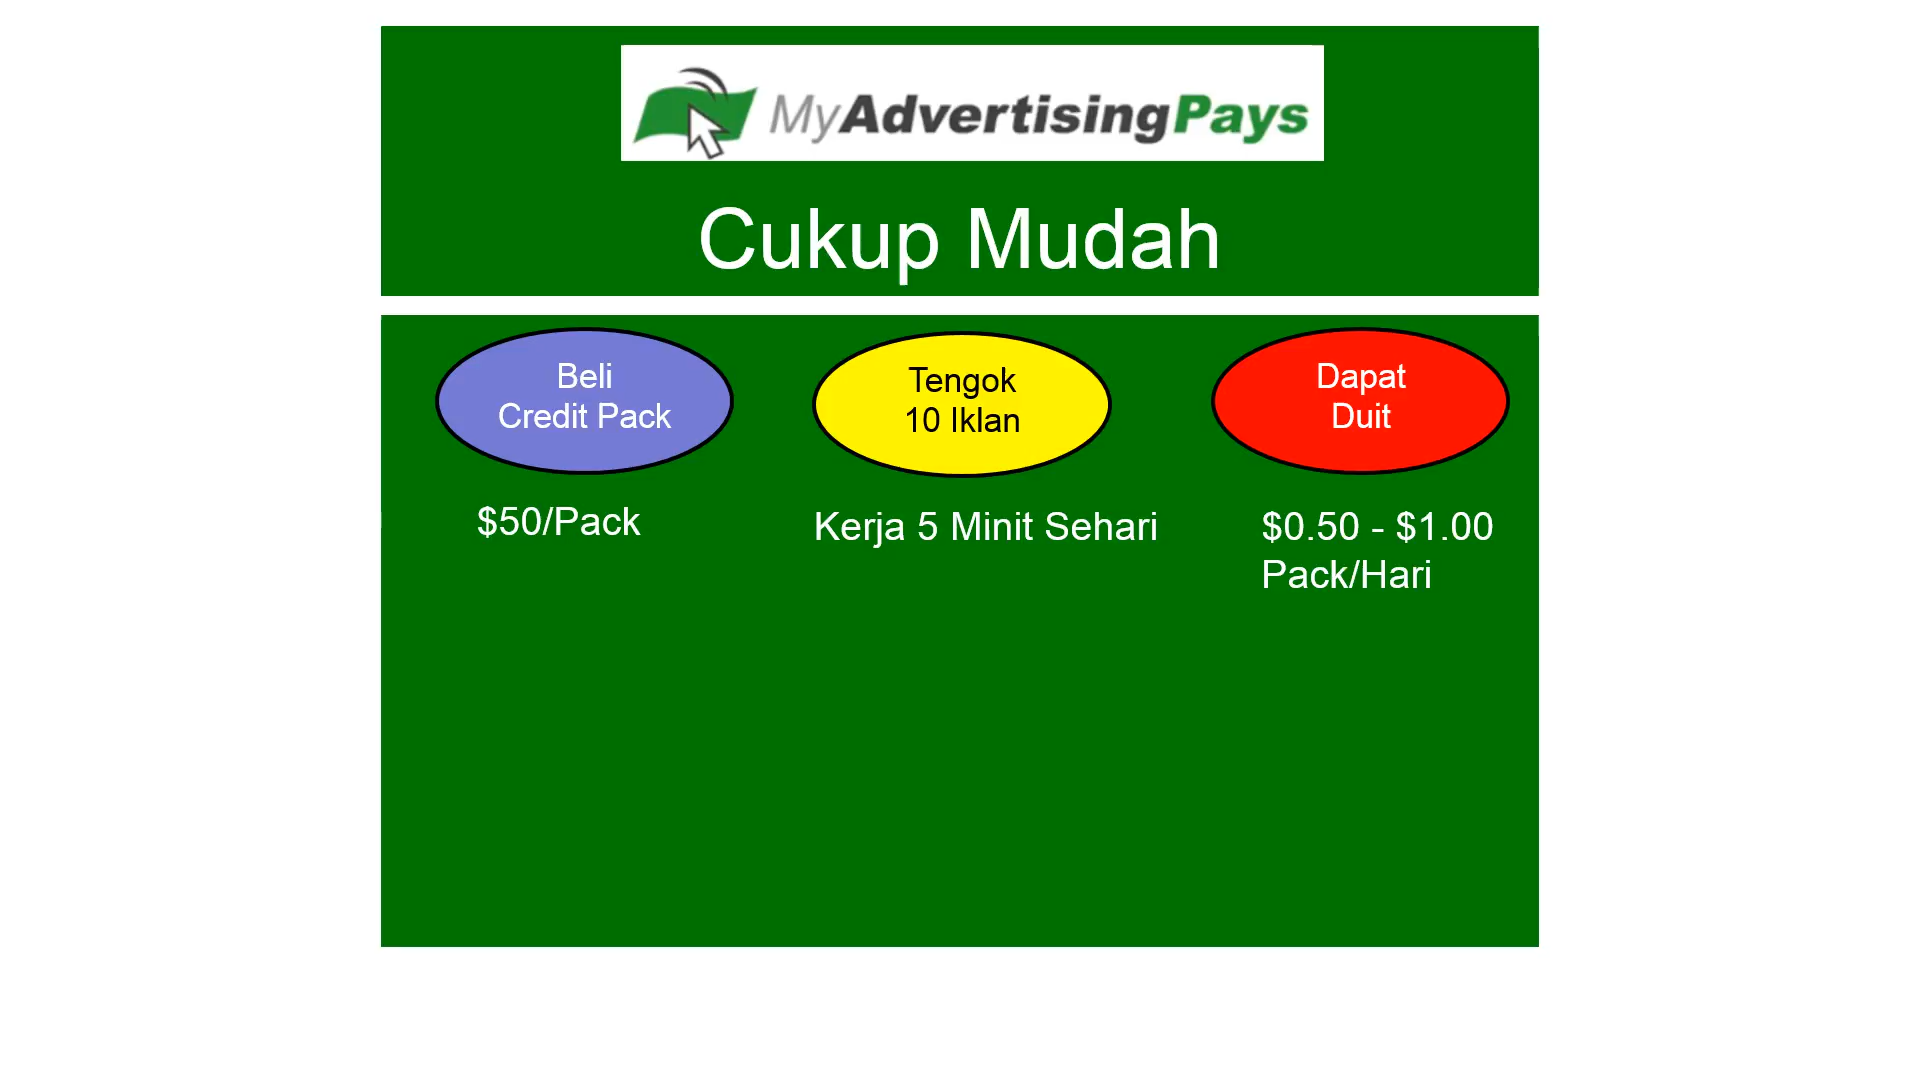 MyAdvertisingPays
Cukup Mudah
Beli
Credit Pack
Tengok
10 Iklan
Dapat
Duit
$50/Pack
Kerja 5 Minit Sehari
$0.50 - $1.00
Pack/Hari